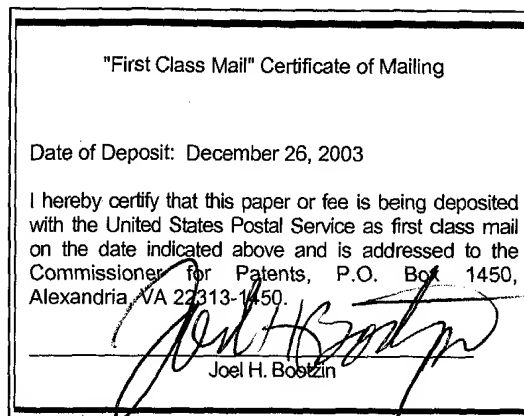 "First Class Mail" Certificate of Mailing
Date of Deposit: December 26, 2003
I hereby certify that this paper or fee is being deposited
with the United States Postal Service as first class mail
on the date indicated above and is addressed to the
Commissioner for Patents, P.O. Box 1450,
Alexandria, VA 22313-1450.
Joel H Bootzin
Joel H. Bootzin